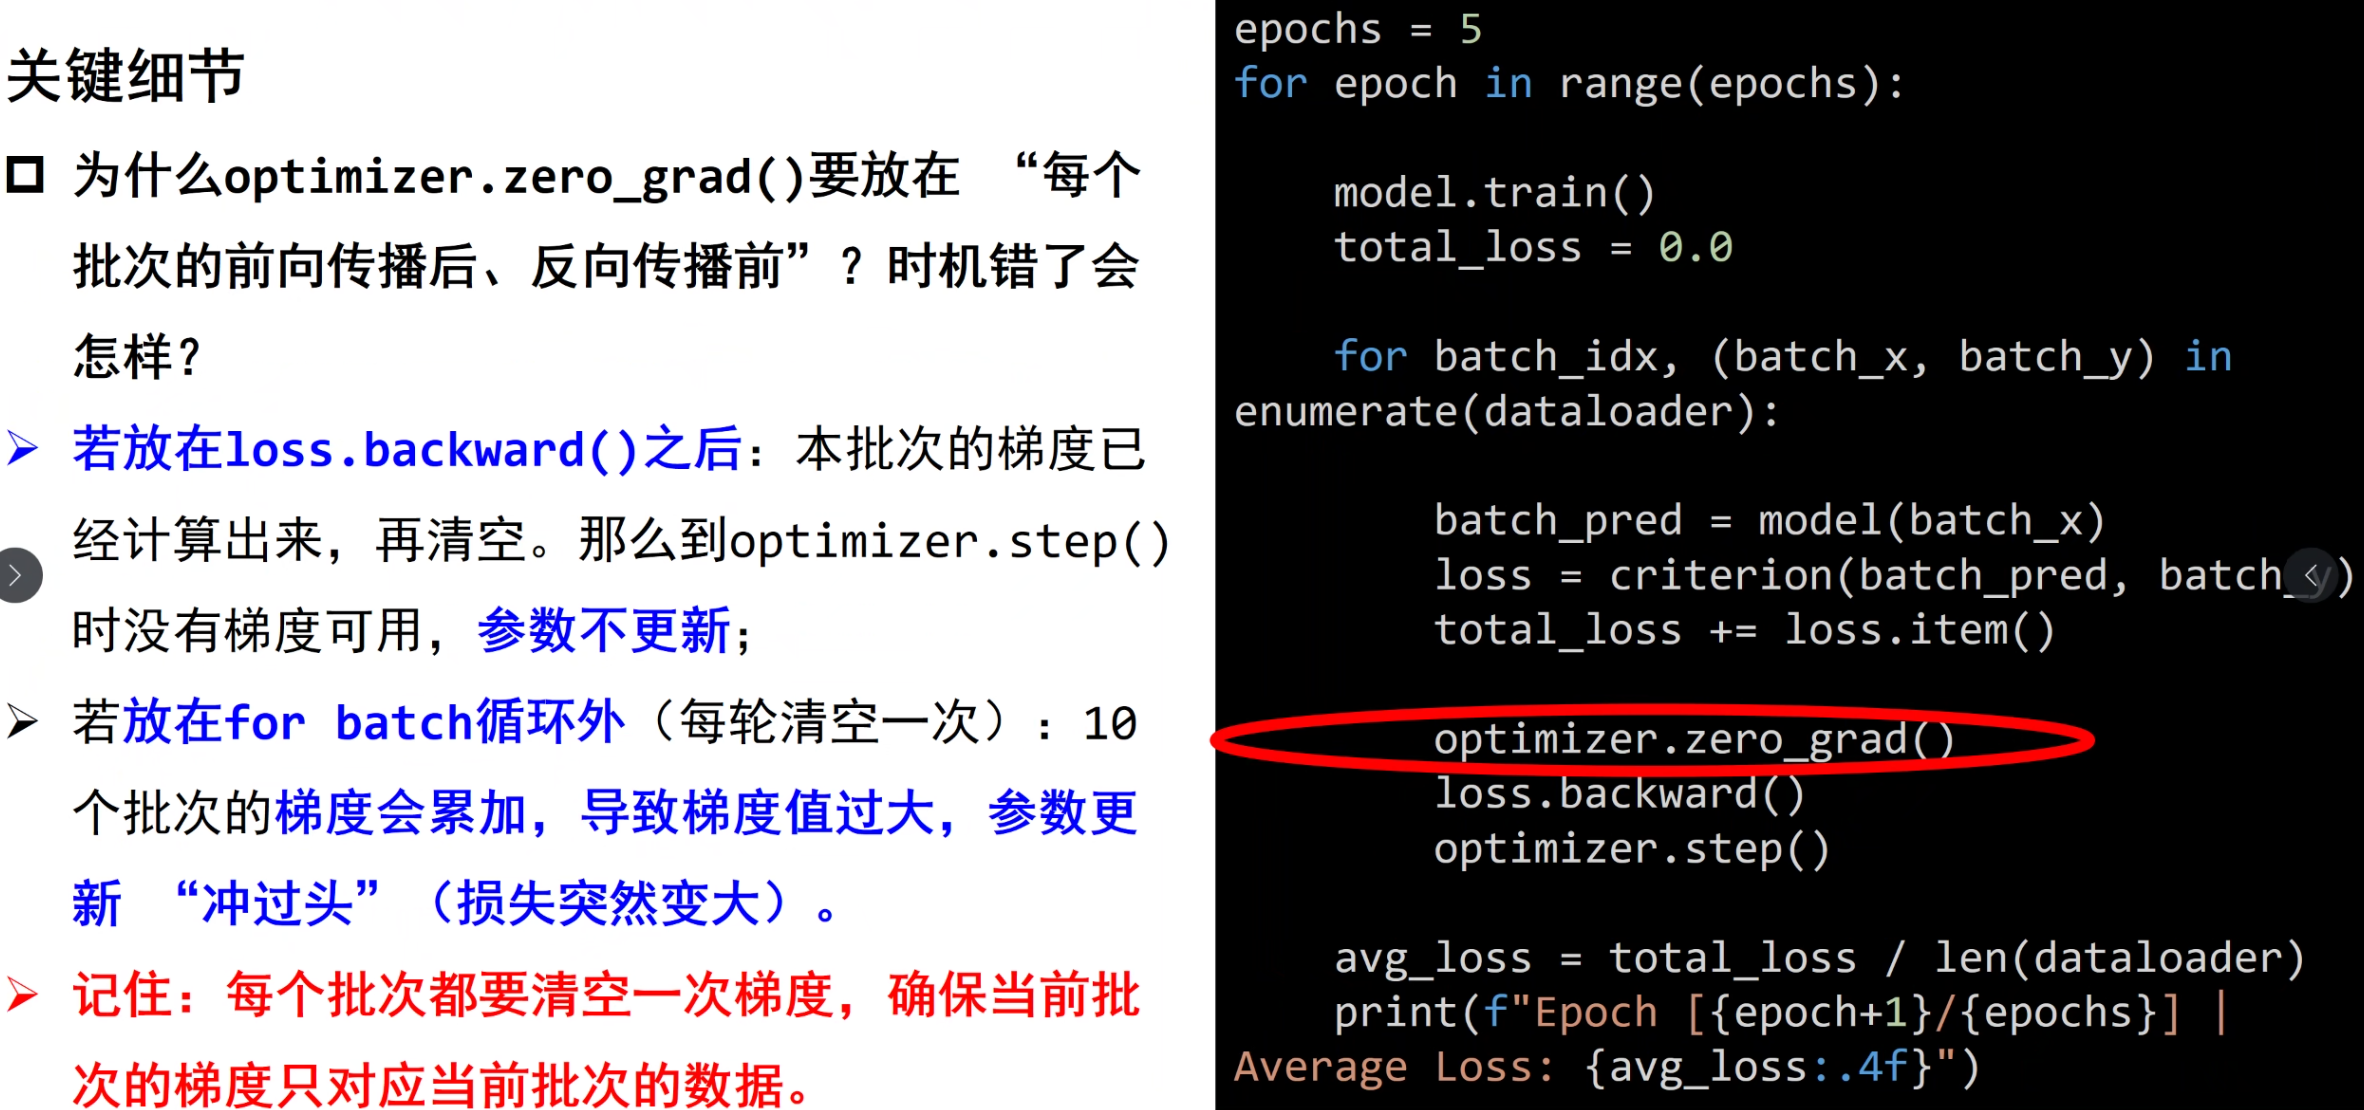 关键细节
为什么optimizer.zero_grad()要放在 “每个
批次的前向传播后、反向传播前”？时机错了会
怎样？
若放在loss.backward()之后：本批次的梯度已
经计算出来，再清空。那么到optimizer.step()
时没有梯度可用，参数不更新；
若放在for batch循环外（每轮清空一次）：10
个批次的梯度会累加，导致梯度值过大，参数更
新 “冲过头”（损失突然变大）。
记住：每个批次都要清空一次梯度，确保当前批
次的梯度只对应当前批次的数据。
epochs = 5
for epoch in range(epochs):
model.train()
total_loss = 0.0
for batch_idx, (batch_x, batch_y) in
enumerate(dataloader):
batch_pred = model(batch_x)
loss = criterion(batch_pred, batch_y)
total_loss += loss.item()
optimizer.zero_grad()
loss.backward()
optimizer.step()
avg_loss = total_loss / len(dataloader)
print(f"Epoch [{epoch+1}/{epochs}] |
Average Loss: {avg_loss:.4f}")